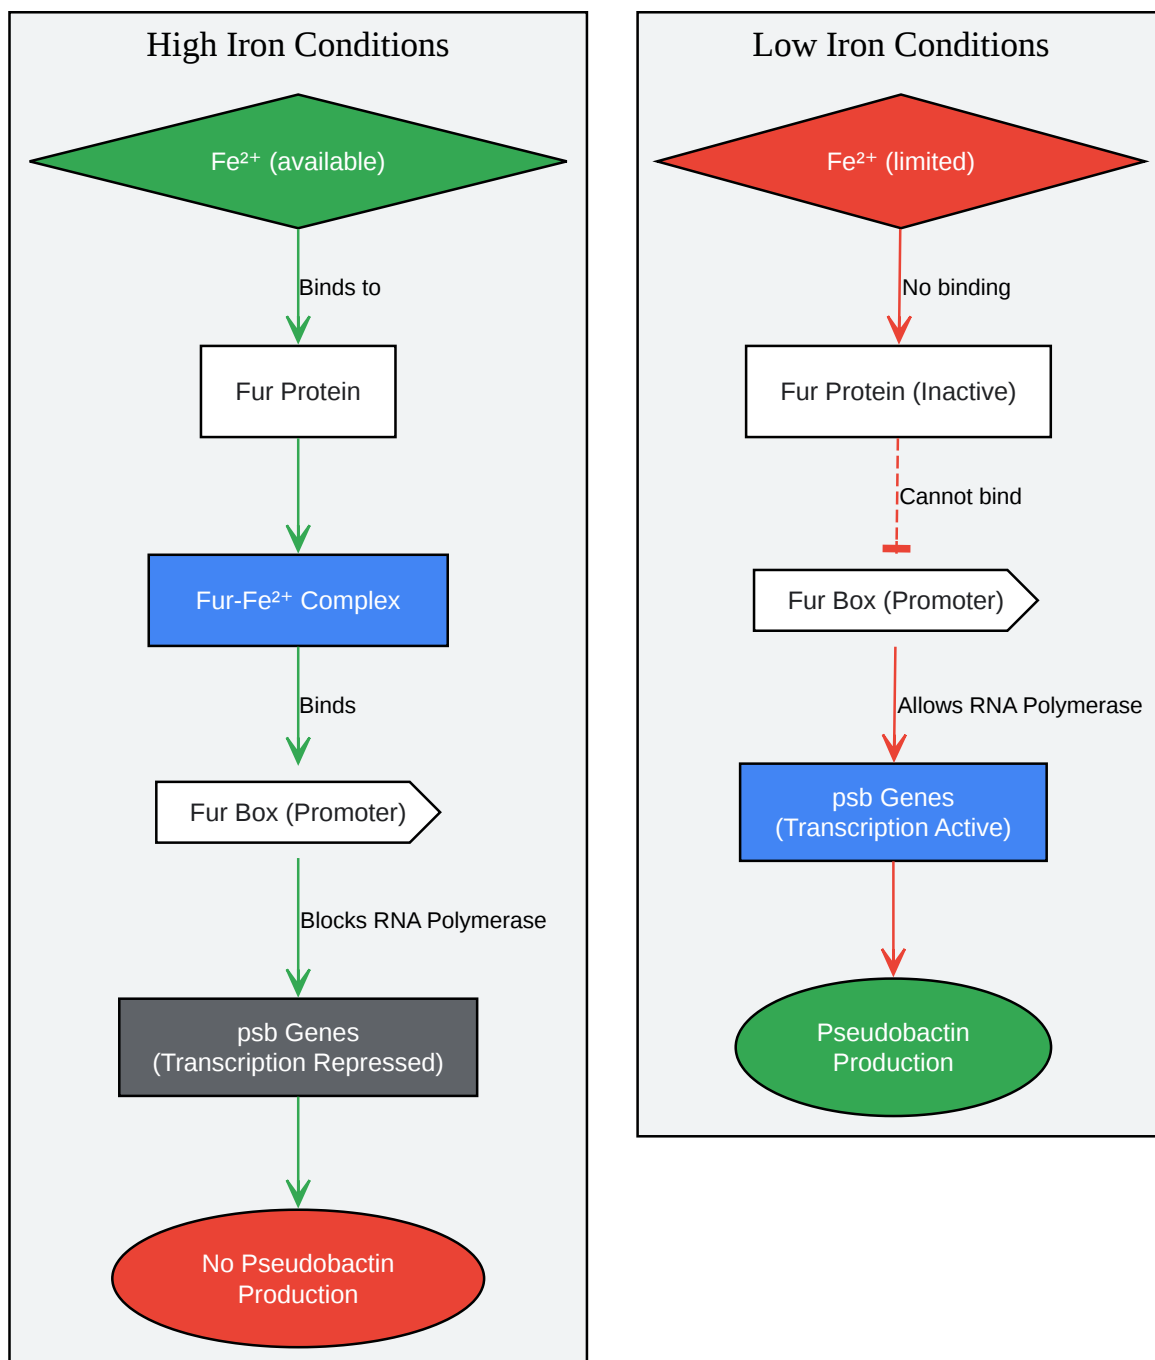 High Iron Conditions
Fe²⁺ (available)
Binds to
Fur Protein
Fur-Fe²⁺ Complex
Binds
Fur Box (Promoter)
Blocks RNA Polymerase
psb Genes
(Transcription Repressed)
No Pseudobactin
Production
Low Iron Conditions
Fe²⁺ (limited)
No binding
Fur Protein (Inactive)
Cannot bind
Fur Box (Promoter)
Allows RNA Polymerase
psb Genes
(Transcription Active)
Pseudobactin
Production